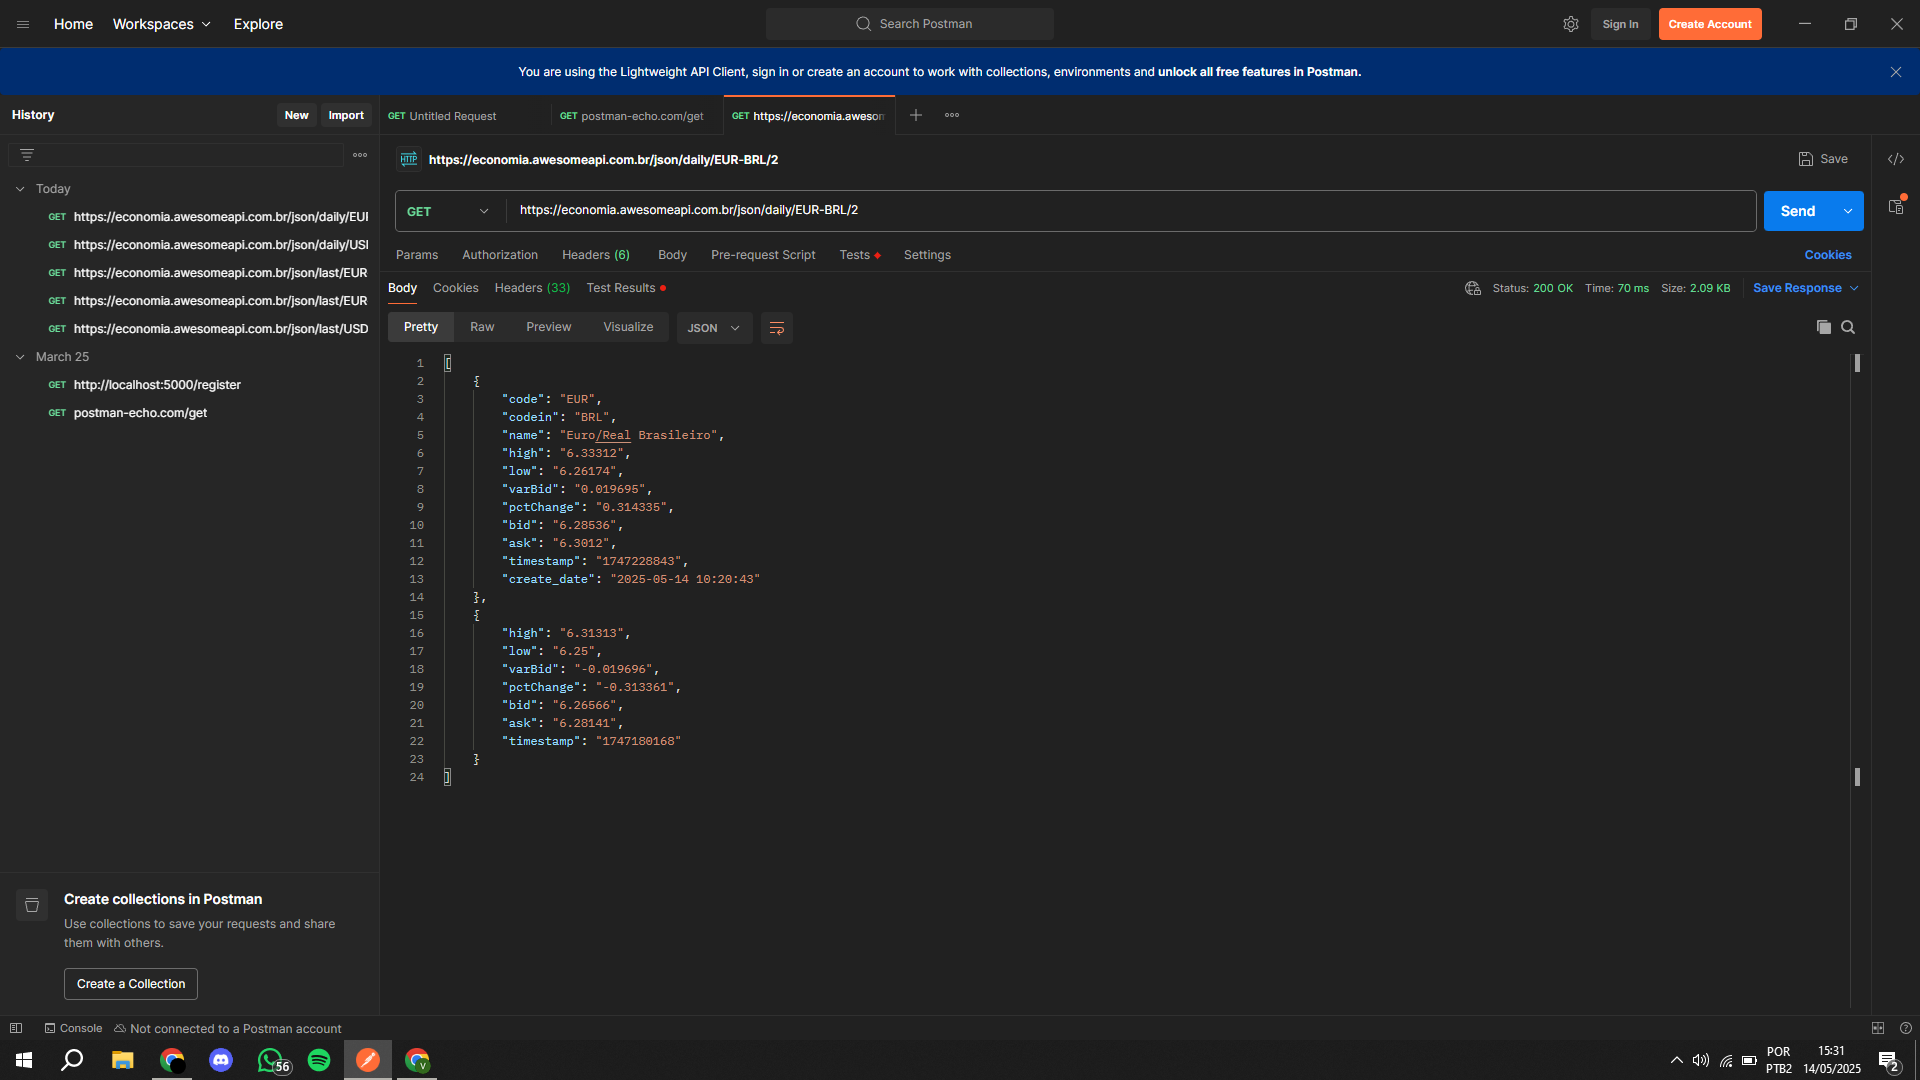 Home
Workspaces
Explore
Search Postman
Sign In
Create Account
You are using the Lightweight API Client, sign in or create an account to work with collections, environments and unlock all free features in Postman.
History
New
Import
GET Untitled Request
GET postman-echo.com/get
GET https://economia.awesom
Today
GET https://economia.awesomeapi.com.br/json/daily/EUI
GET https://economia.awesomeapi.com.br/json/daily/USI
GET https://economia.awesomeapi.com.br/json/last/EUR
GET https://economia.awesomeapi.com.br/json/last/EUR
GET https://economia.awesomeapi.com.br/json/last/USD
March 25
GET http://localhost:5000/register
GET postman-echo.com/get
HTTP https://economia.awesomeapi.com.br/json/daily/EUR-BRL/2
Save
GET
https://economia.awesomeapi.com.br/json/daily/EUR-BRL/2
Send
Params
Authorization
Headers (6)
Body
Pre-request Script
Tests
Settings
Cookies
Body
Cookies
Headers (33)
Test Results
Status: 200 OK
Time: 70 ms
Size: 2.09 KB
Save Response
Pretty
Raw
Preview
Visualize
JSON
1 [
2 {
3 "code": "EUR",
4 "codein": "BRL",
5 "name": "Euro/Real Brasileiro",
6 "high": "6.33312",
7 "low": "6.26174",
8 "varBid": "0.019695",
9 "pctChange": "0.314335",
10 "bid": "6.28536",
11 "ask": "6.3012",
12 "timestamp": "1747228843",
13 "create_date": "2025-05-14 10:20:43"
14 },
15 {
16 "high": "6.31313",
17 "low": "6.25",
18 "varBid": "-0.019696",
19 "pctChange": "-0.313361",
20 "bid": "6.26566",
21 "ask": "6.28141",
22 "timestamp": "1747180168"
23 }
24 ]
Create collections in Postman
Use collections to save your requests and share
them with others.
Create a Collection
Console
Not connected to a Postman account
56
V
POR
PTB2
15:31
14/05/2025
2